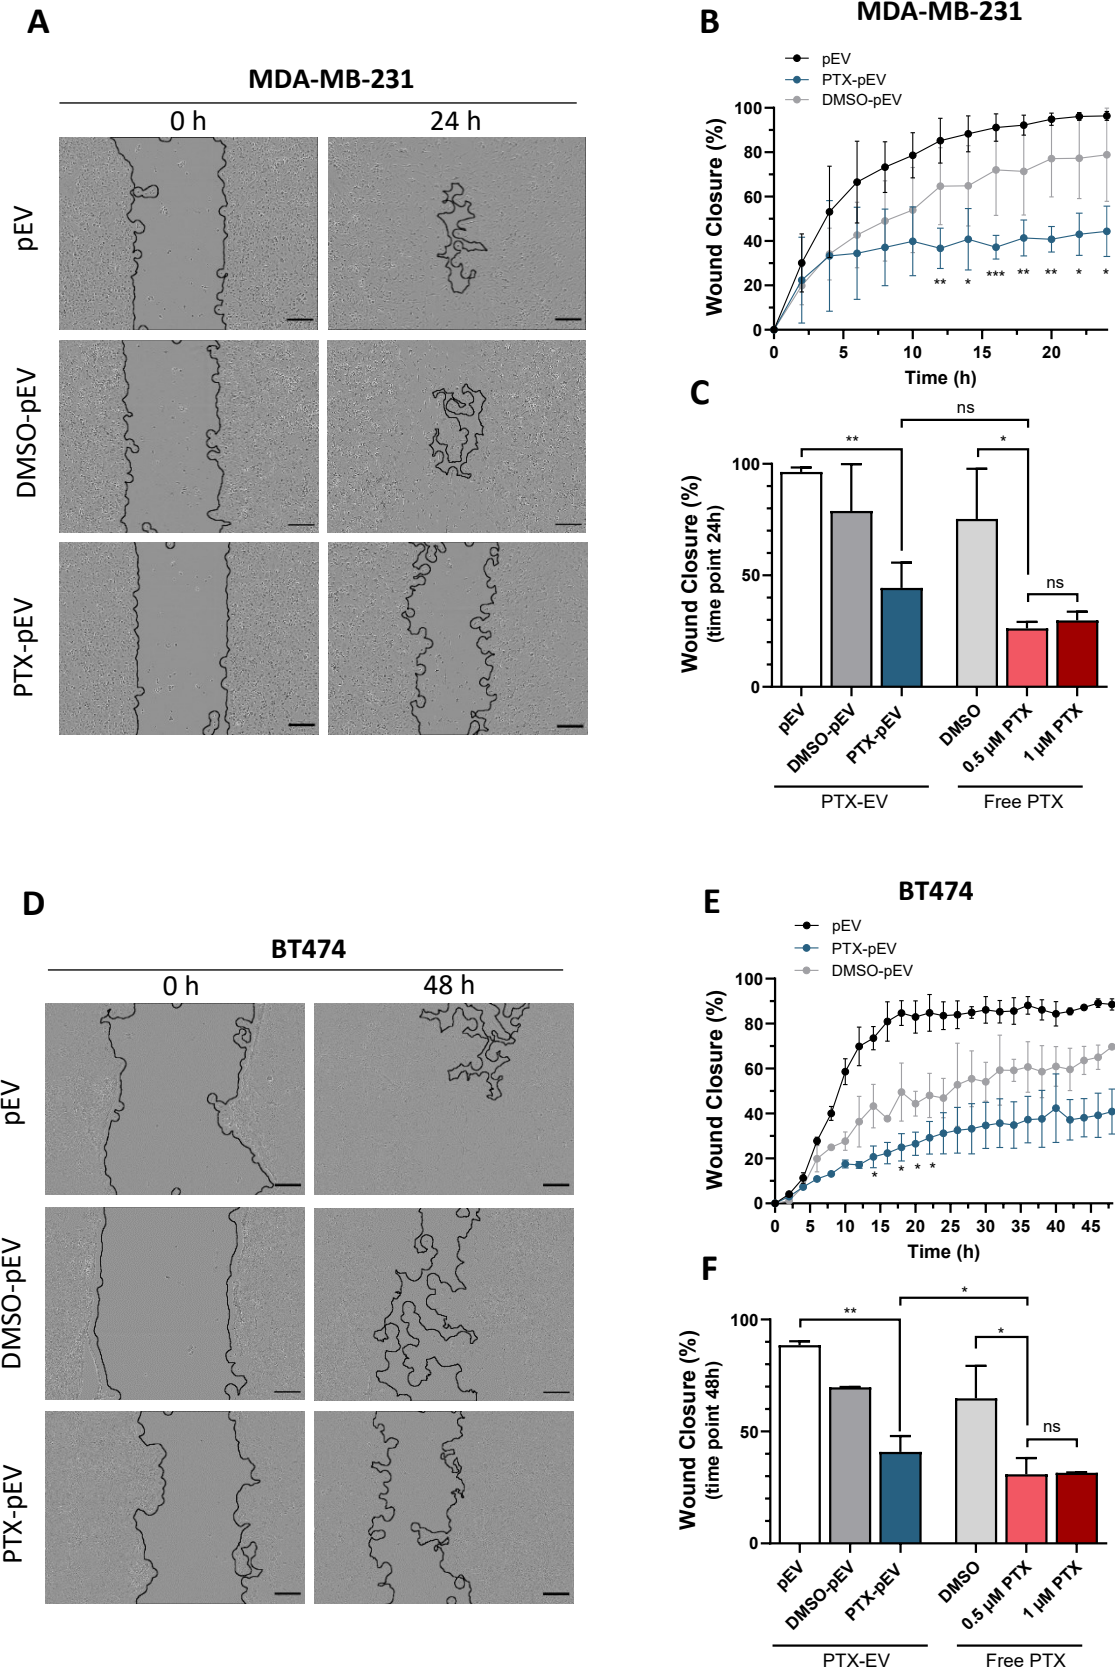 A
MDA-MB-231
0 h
24 h
pEV
DMSO-pEV
PTX-pEV
B
MDA-MB-231
pEV
PTX-pEV
DMSO-pEV
Wound Closure (%)
100
80
60
40
20
0
** * *** ** ** * *
0 5 10 15 20
Time (h)
C
ns
** *
ns
Wound Closure (%)
(time point 24h)
100
50
0
pEV
DMSO-pEV
PTX-pEV
DMSO
0.5 µM PTX
1 µM PTX
PTX-EV
Free PTX
D
BT474
0 h
48 h
pEV
DMSO-pEV
PTX-pEV
E
BT474
pEV
PTX-pEV
DMSO-pEV
Wound Closure (%)
100
80
60
40
20
0
* * * *
0 5 10 15 20 25 30 35 40 45
Time (h)
F
*
** *
ns
Wound Closure (%)
(time point 48h)
100
50
0
pEV
DMSO-pEV
PTX-pEV
DMSO
0.5 µM PTX
1 µM PTX
PTX-EV
Free PTX